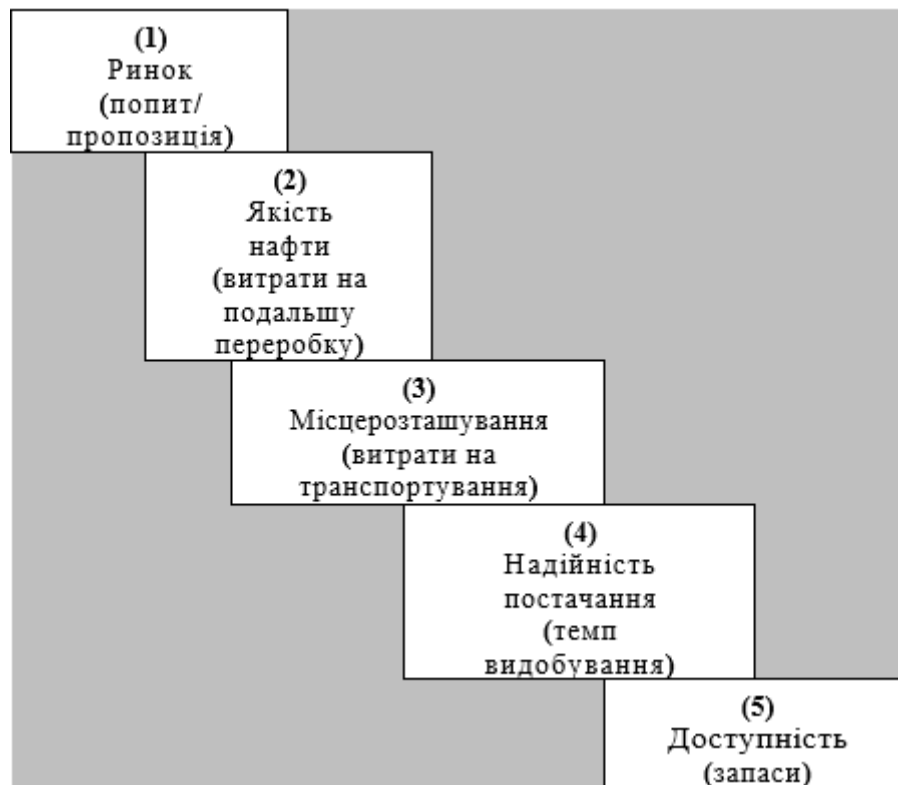 (1)
Ринок
(попит/
пропозиція)
(2)
Якість
нафти
(витрати на
подальшу
переробку)
(3)
Місцерозташування
(витрати на
транспортування)
(4)
Надійність
постачання
(темп
видобування)
(5)
Доступність
(запаси)